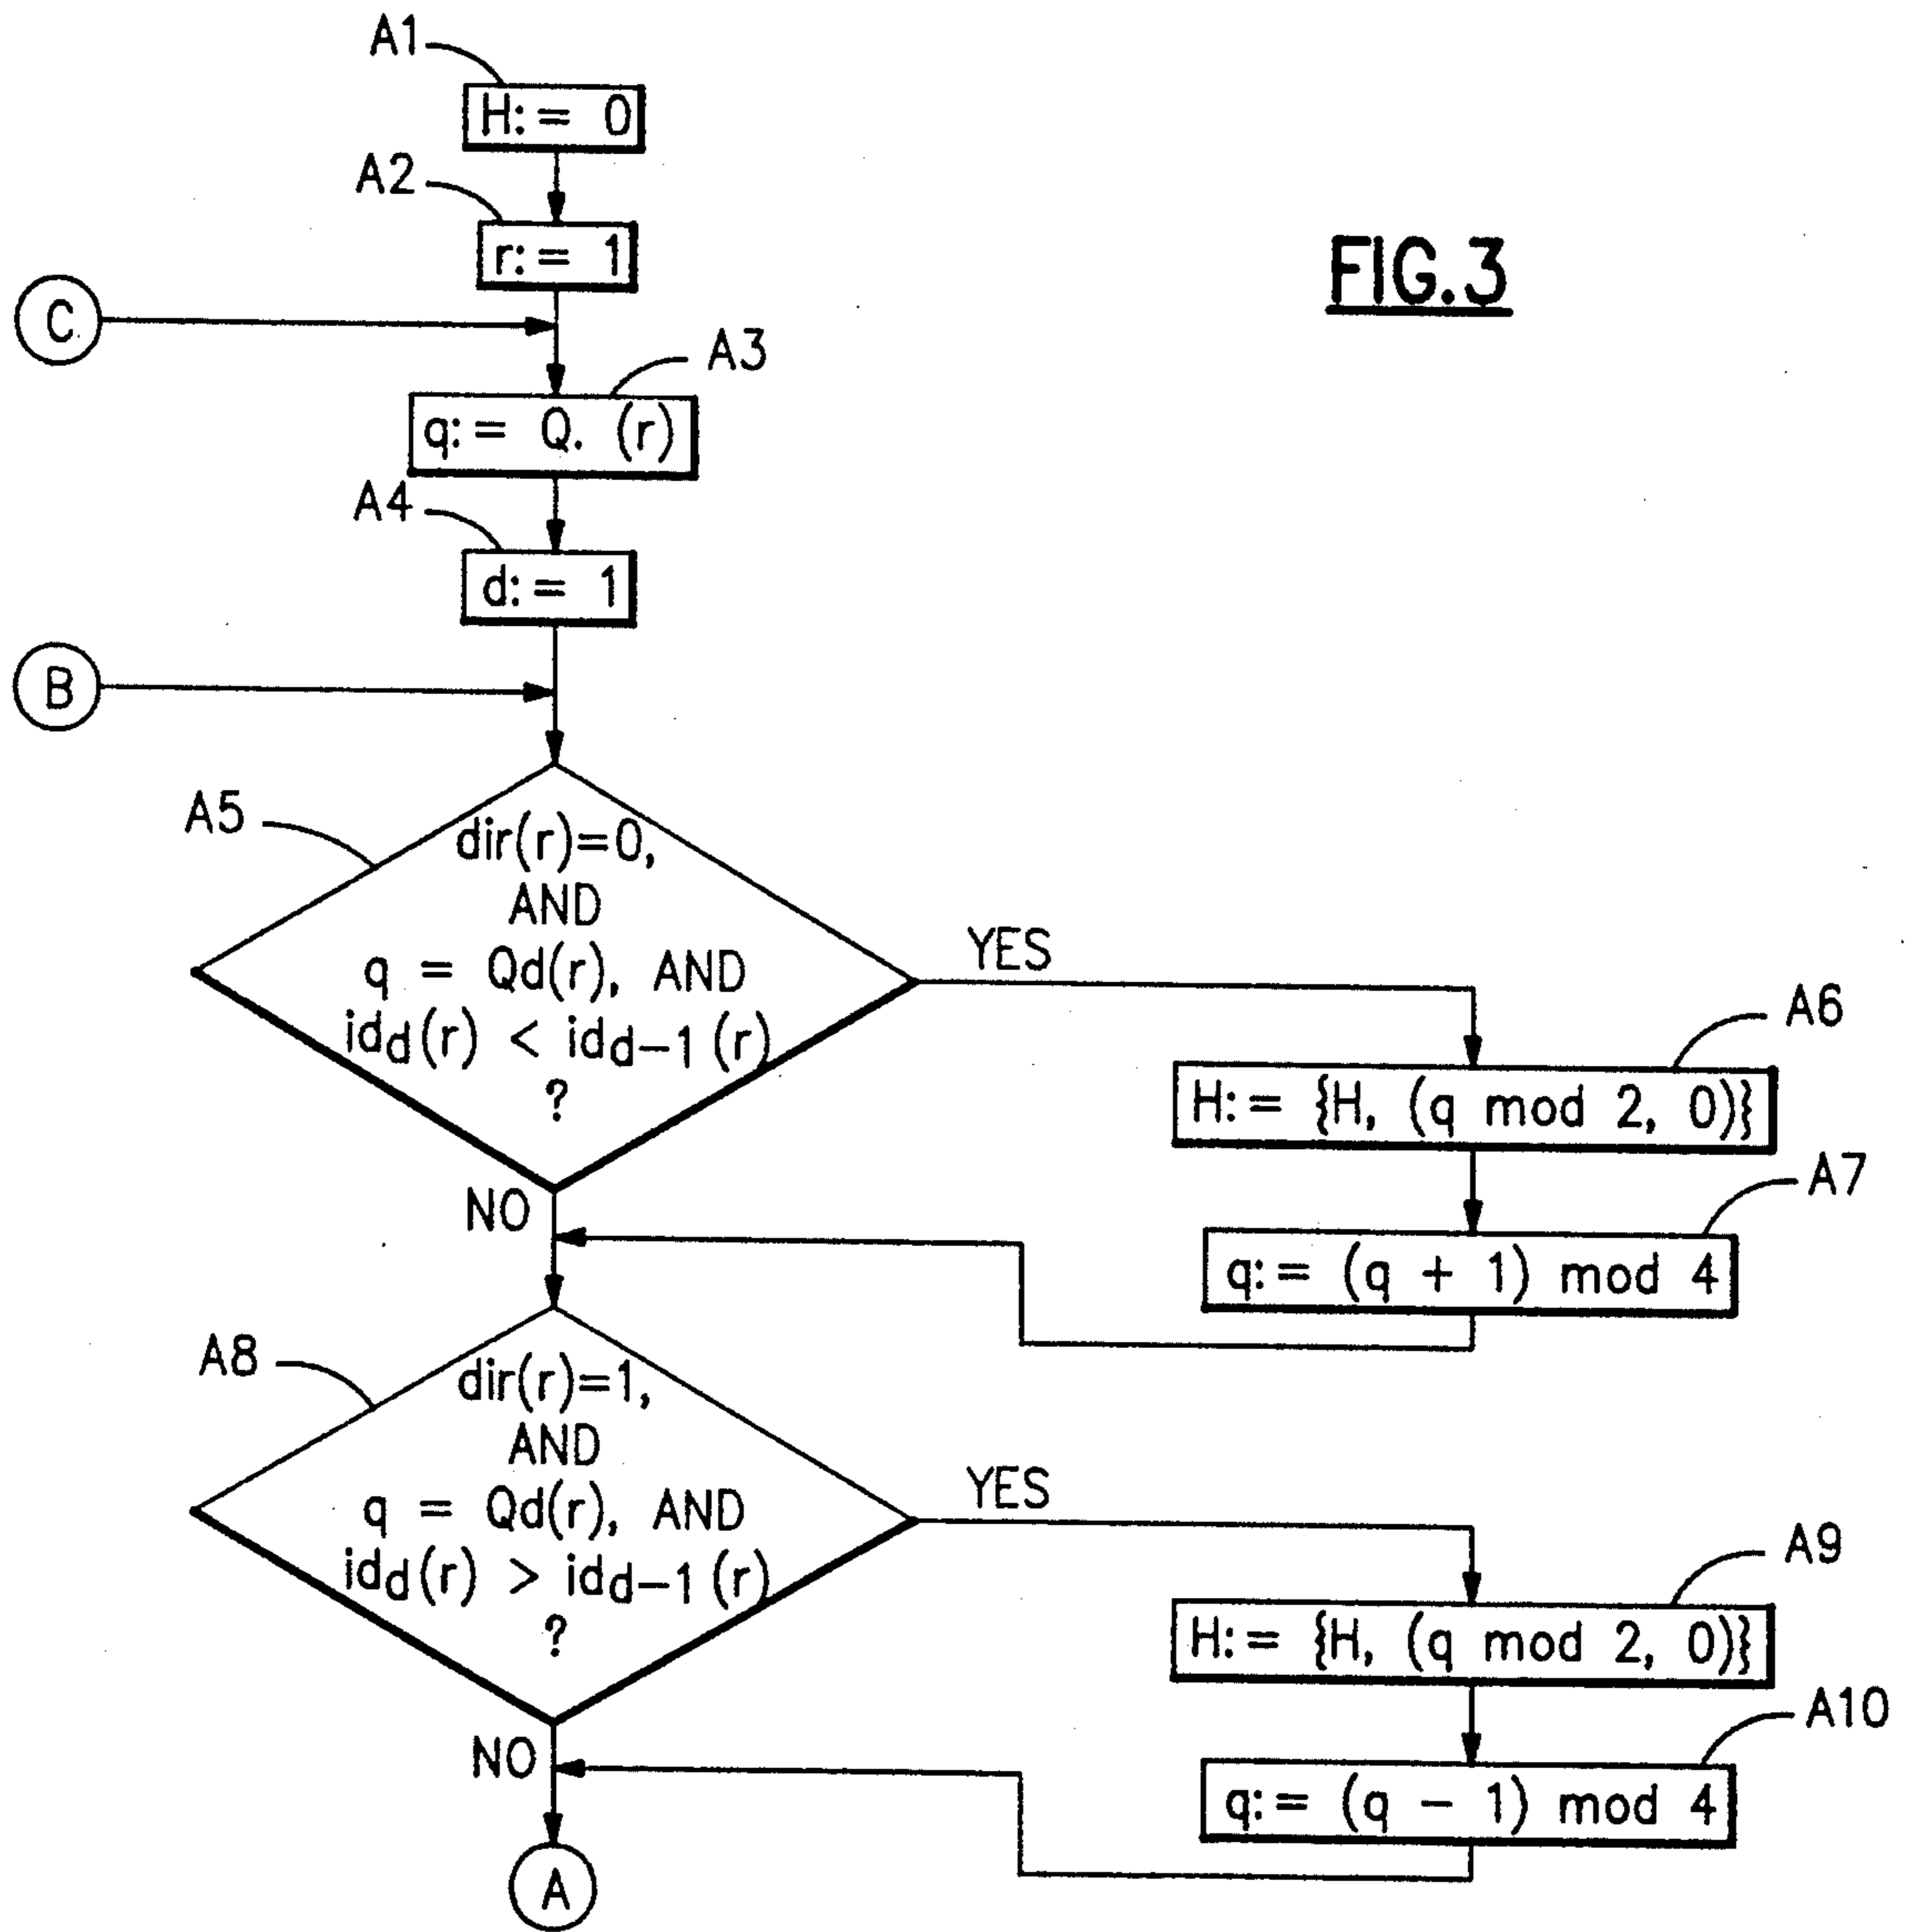 A1
H:= 0
A2
r:= 1
FIG.3
C
A3
q:= Q. (r)
A4
d:= 1
B
A5
dir(r)=0,
AND
q = Qd(r), AND
idd(r) < idd-1(r)
?
YES
NO
A6
H:= {H, (q mod 2, 0)}
A7
q:= (q + 1) mod 4
A8
dir(r)=1,
AND
q = Qd(r), AND
idd(r) > idd-1(r)
?
YES
NO
A9
H:= {H, (q mod 2, 0)}
A10
q:= (q - 1) mod 4
A